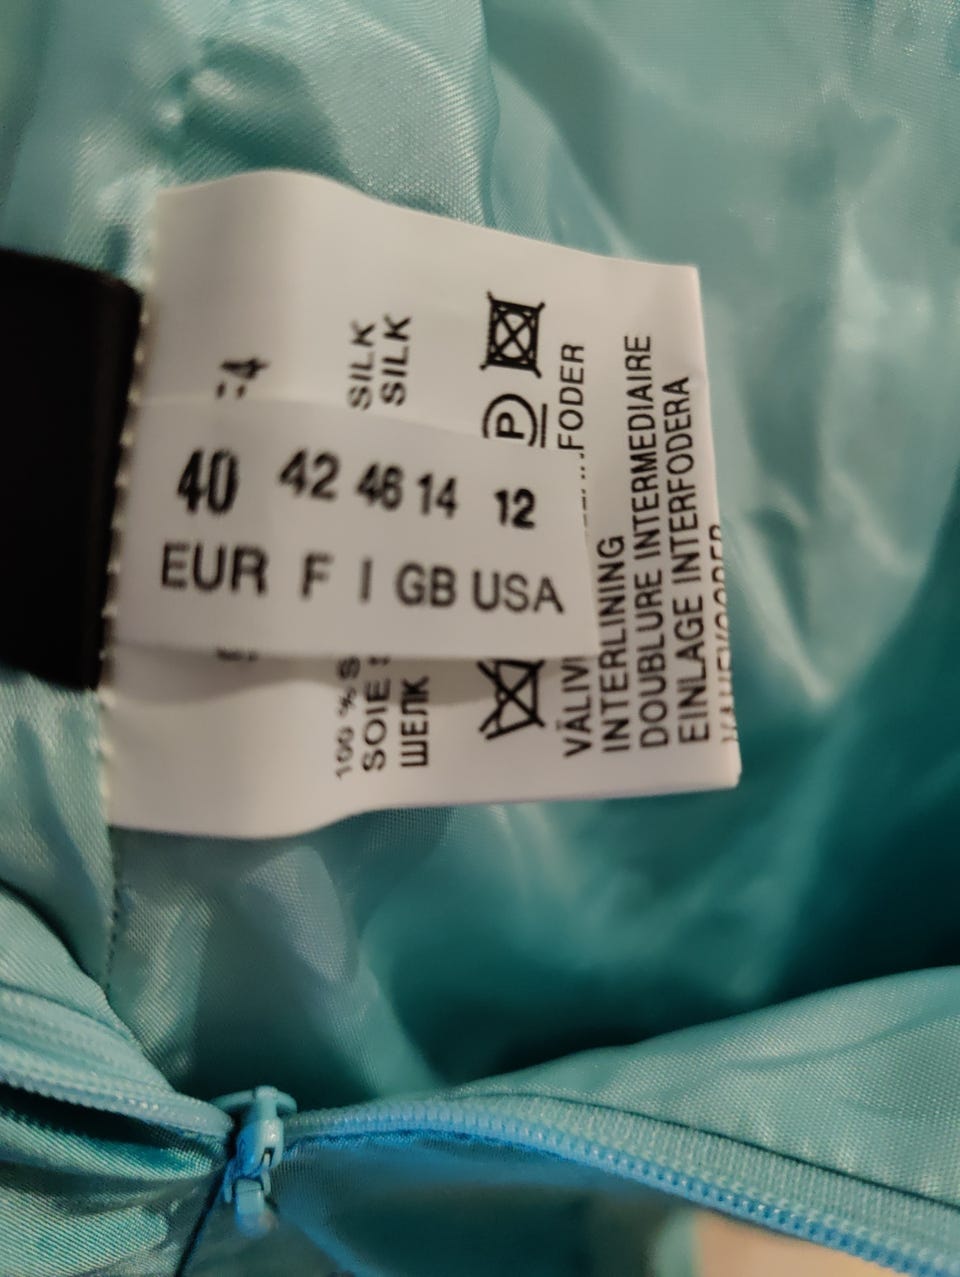 40 42 46 14 12
EUR F I GB USA
SILK
SILK
100 % S
SOIE
ШЕЛК
P
FODER
VÄLIVI
INTERLINING
DOUBLURE INTERMEDIAIRE
EINLAGE INTERFODERA